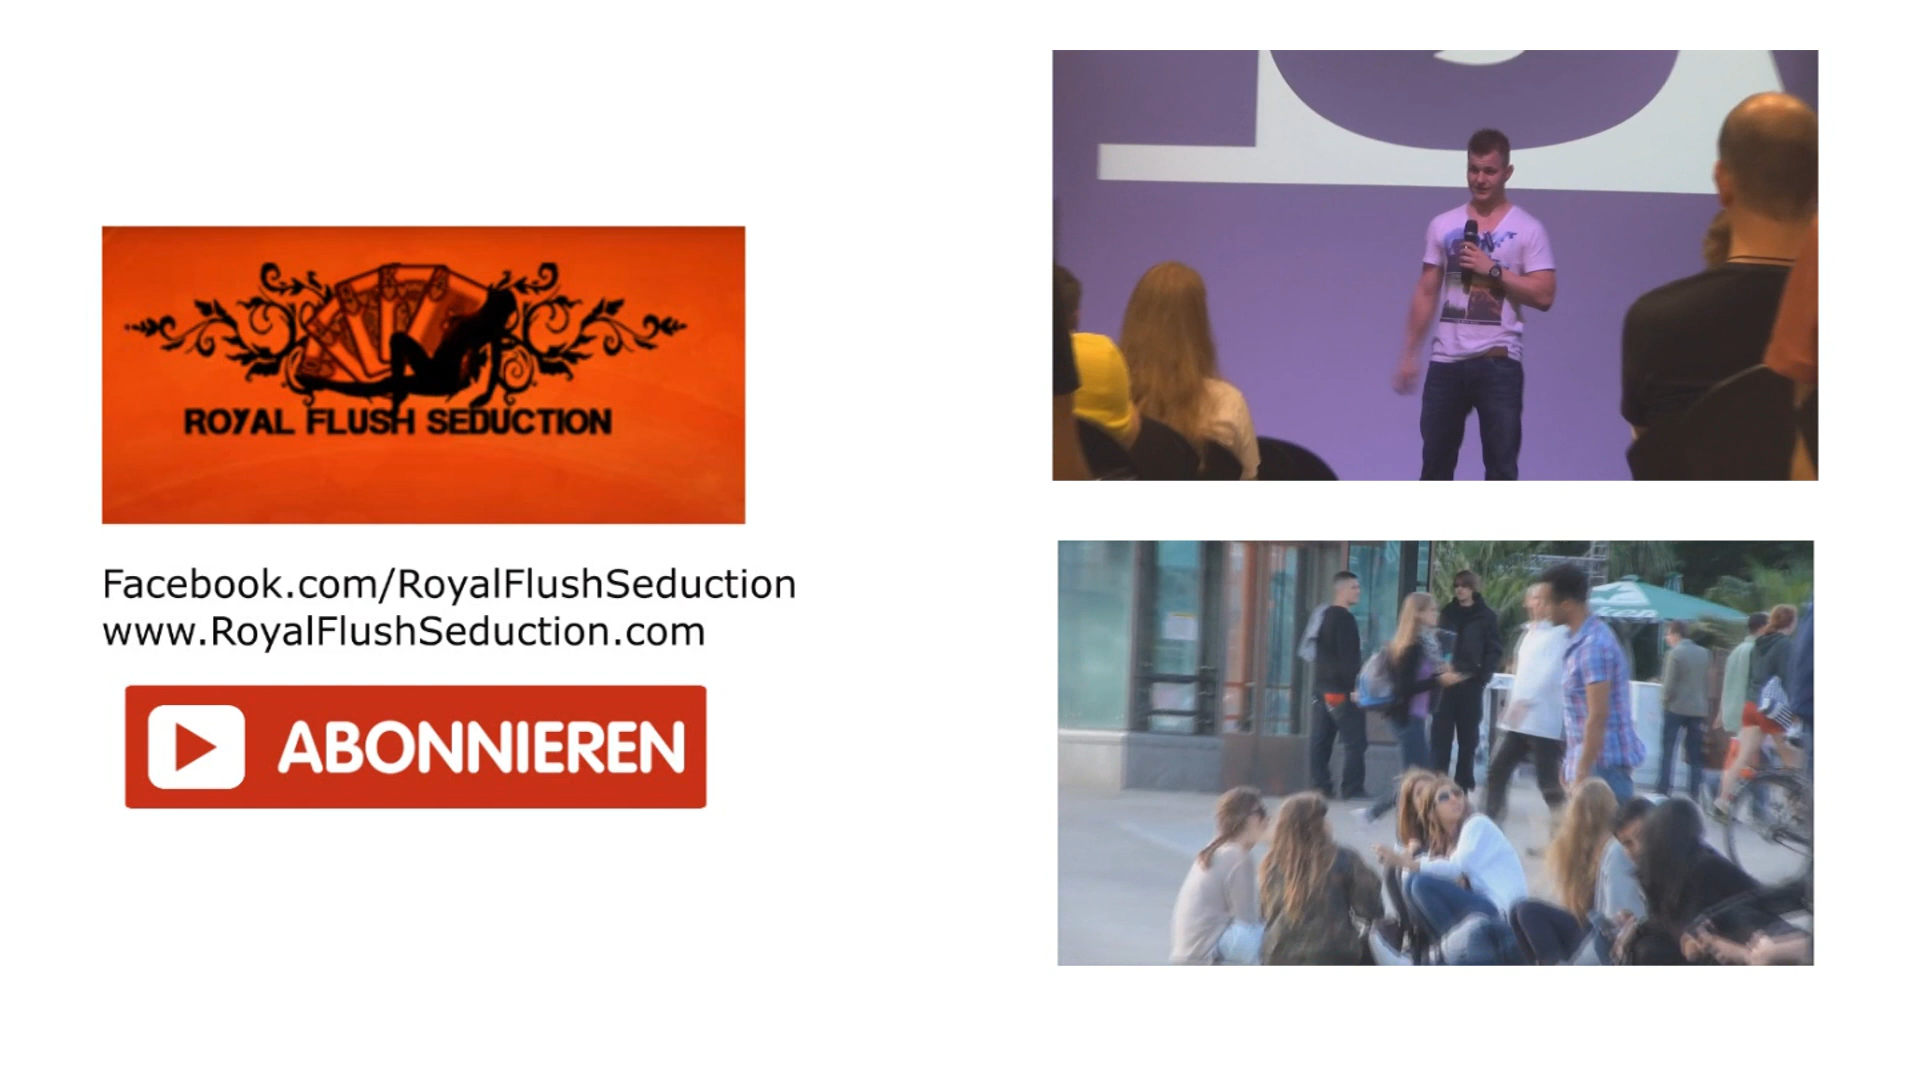 ROYAL FLUSH SEDUCTION
Facebook.com/RoyalFlushSeduction
www.RoyalFlushSeduction.com
ABONNIEREN